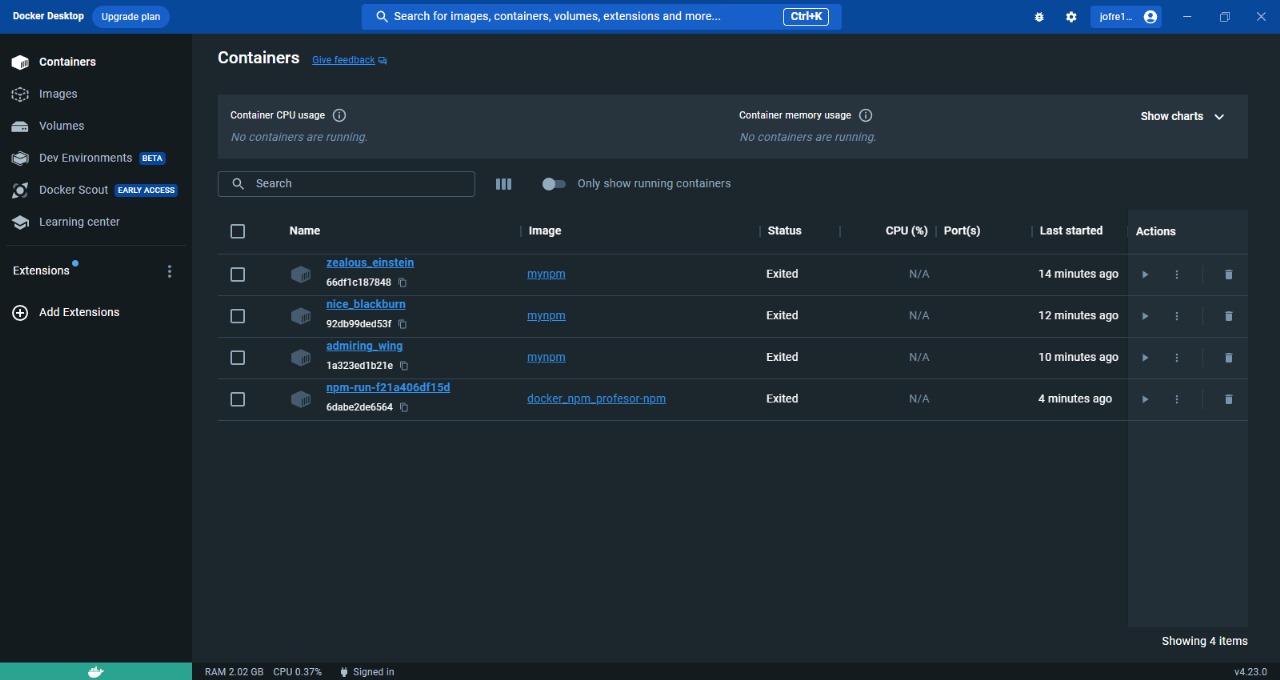 Docker Desktop Upgrade plan Search for images, containers, volumes, extensions and more... Ctrl+K jofre1...
Containers
Images
Volumes
Dev Environments BETA
Docker Scout EARLY ACCESS
Learning center
Extensions
Add Extensions
Containers Give feedback
Container CPU usage
No containers are running.
Container memory usage
No containers are running.
Show charts
Search Only show running containers
Name Image Status CPU (%) Port(s) Last started Actions
zealous_einstein
66df1c187848
mynpm Exited N/A 14 minutes ago
nice_blackburn
92db99ded53f
mynpm Exited N/A 12 minutes ago
admiring_wing
1a323ed1b21e
mynpm Exited N/A 10 minutes ago
npm-run-f21a406df15d
6dabe2de6564
docker_npm_profesor-npm Exited N/A 4 minutes ago
Showing 4 items
RAM 2.02 GB CPU 0.37% Signed in v4.23.0